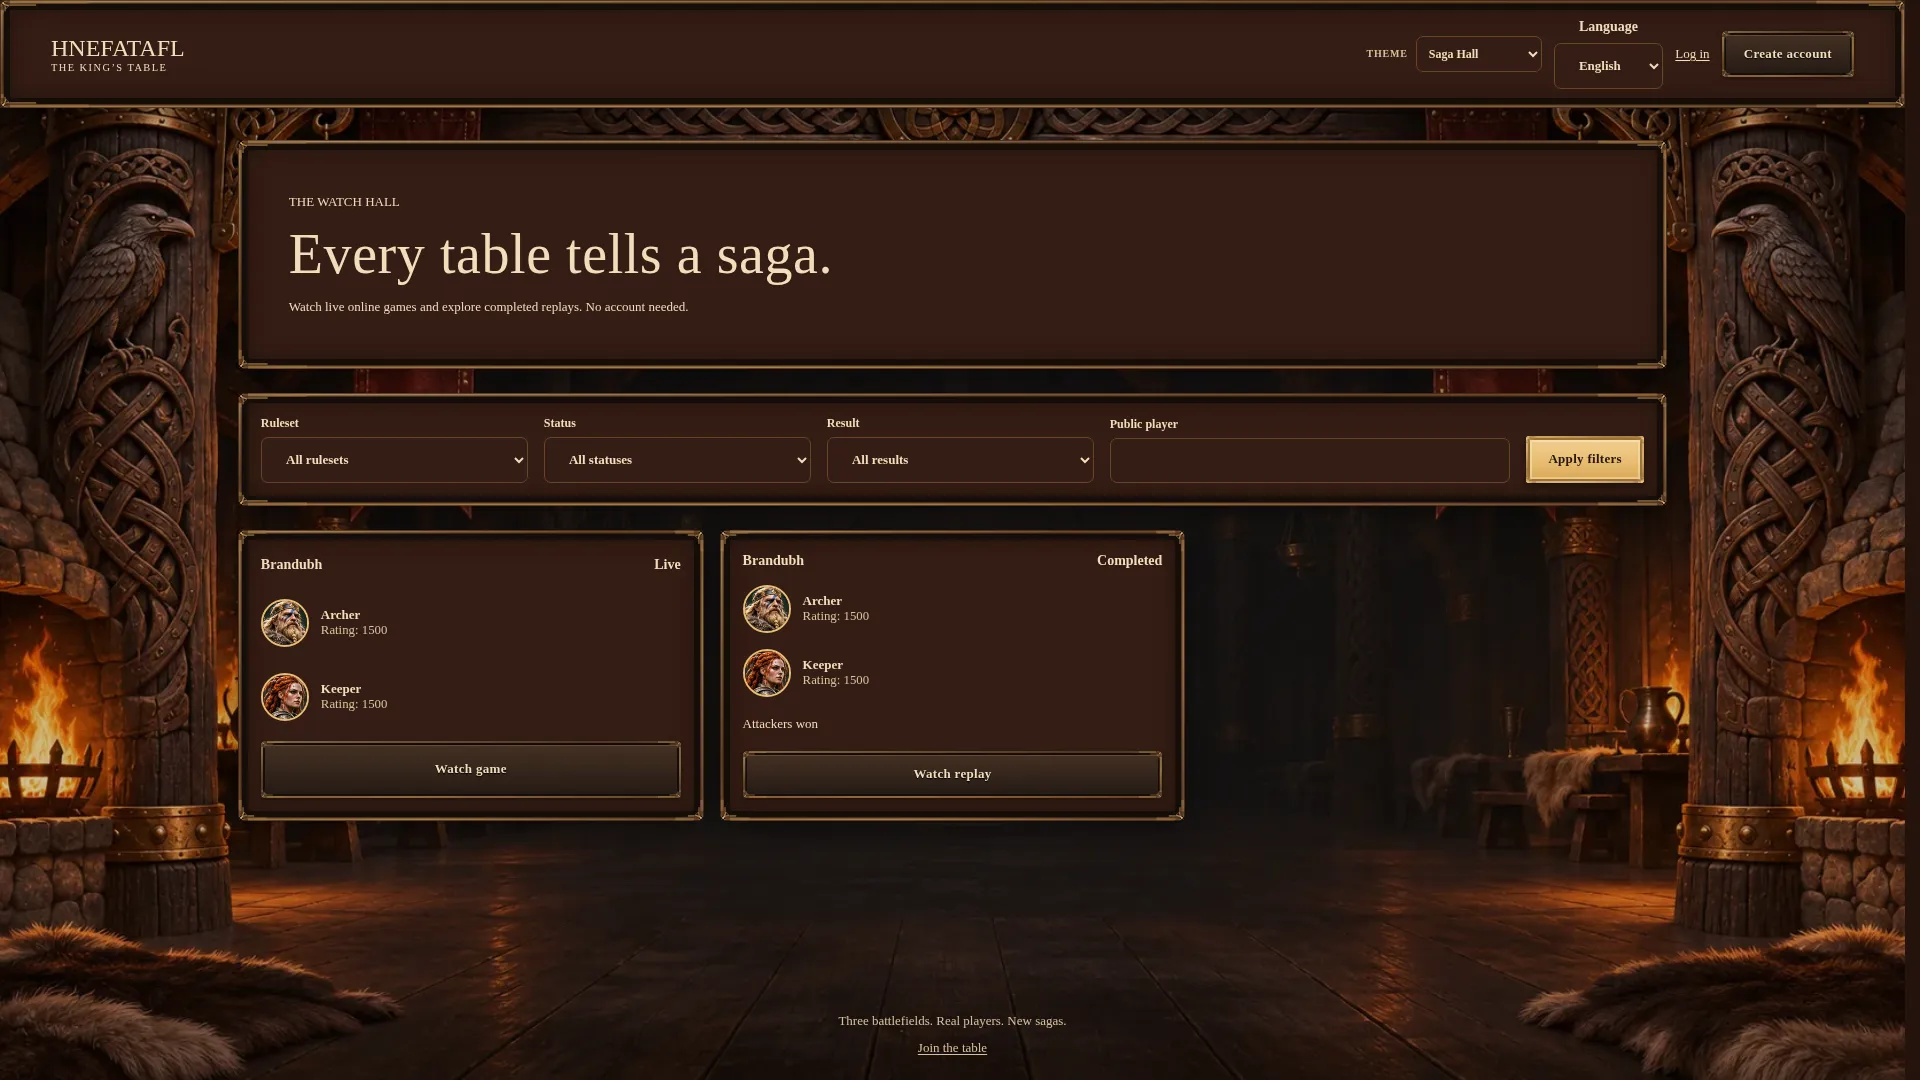 HNEFATAFL
THE KING'S TABLE
THEME
Saga Hall
Language
English
Log in
Create account
THE WATCH HALL
Every table tells a saga.
Watch live online games and explore completed replays. No account needed.
Ruleset
All rulesets
Status
All statuses
Result
All results
Public player
Apply filters
Brandubh
Live
Archer
Rating: 1500
Keeper
Rating: 1500
Watch game
Brandubh
Completed
Archer
Rating: 1500
Keeper
Rating: 1500
Attackers won
Watch replay
Three battlefields. Real players. New sagas.
Join the table